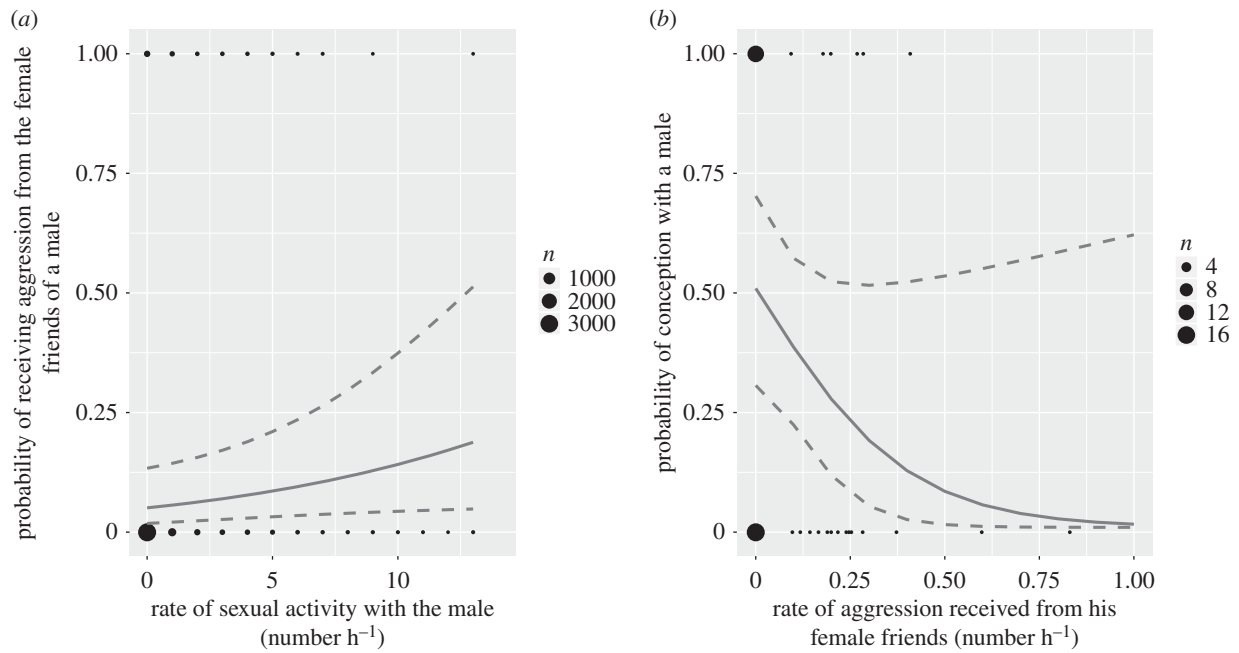 (a)
probability of receiving aggression from the female
friends of a male
1.00
0.75
0.50
0.25
0
0 5 10
rate of sexual activity with the male
(number h⁻¹)
n
1000
2000
3000
(b)
probability of conception with a male
1.00
0.75
0.50
0.25
0
0 0.25 0.50 0.75 1.00
rate of aggression received from his
female friends (number h⁻¹)
n
4
8
12
16